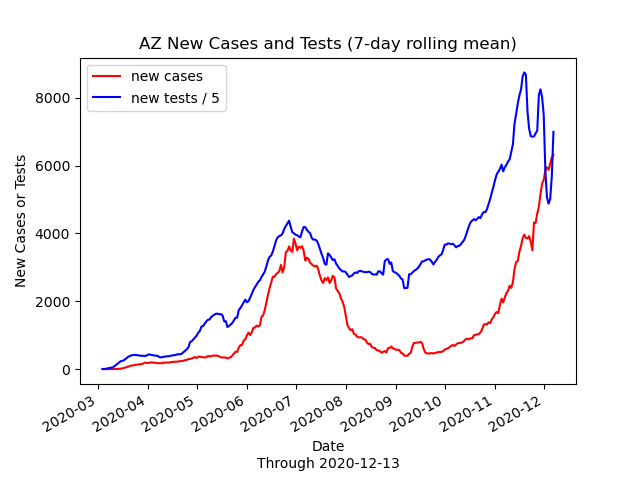 AZ New Cases and Tests (7-day rolling mean)
new cases
new tests / 5
New Cases or Tests
8000
6000
4000
2000
0
2020-03
2020-04
2020-05
2020-06
2020-07
2020-08
2020-09
2020-10
2020-11
2020-12
Date
Through 2020-12-13